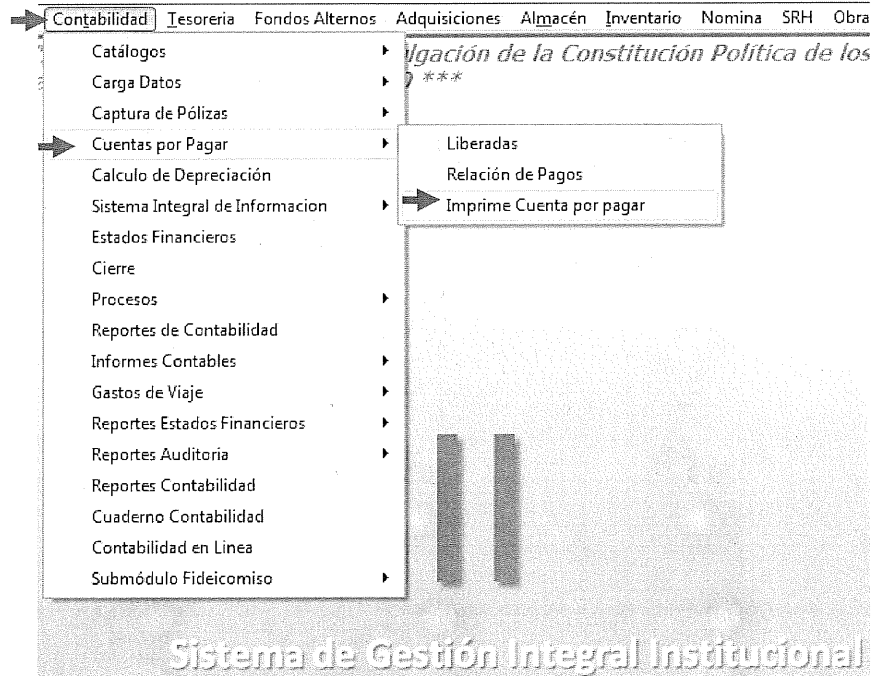 Contabilidad Tesoreria Fondos Alternos Adquisiciones Almacén Inventario Nomina SRH Obra
lgación de la Constitución Política de los
***
Catálogos
Carga Datos
Captura de Pólizas
Cuentas por Pagar
Calculo de Depreciación
Sistema Integral de Informacion
Estados Financieros
Cierre
Procesos
Reportes de Contabilidad
Informes Contables
Gastos de Viaje
Reportes Estados Financieros
Reportes Auditoria
Reportes Contabilidad
Cuaderno Contabilidad
Contabilidad en Linea
Submódulo Fideicomiso
Liberadas
Relación de Pagos
Imprime Cuenta por pagar
Sistema de Gestión Integral Institucional